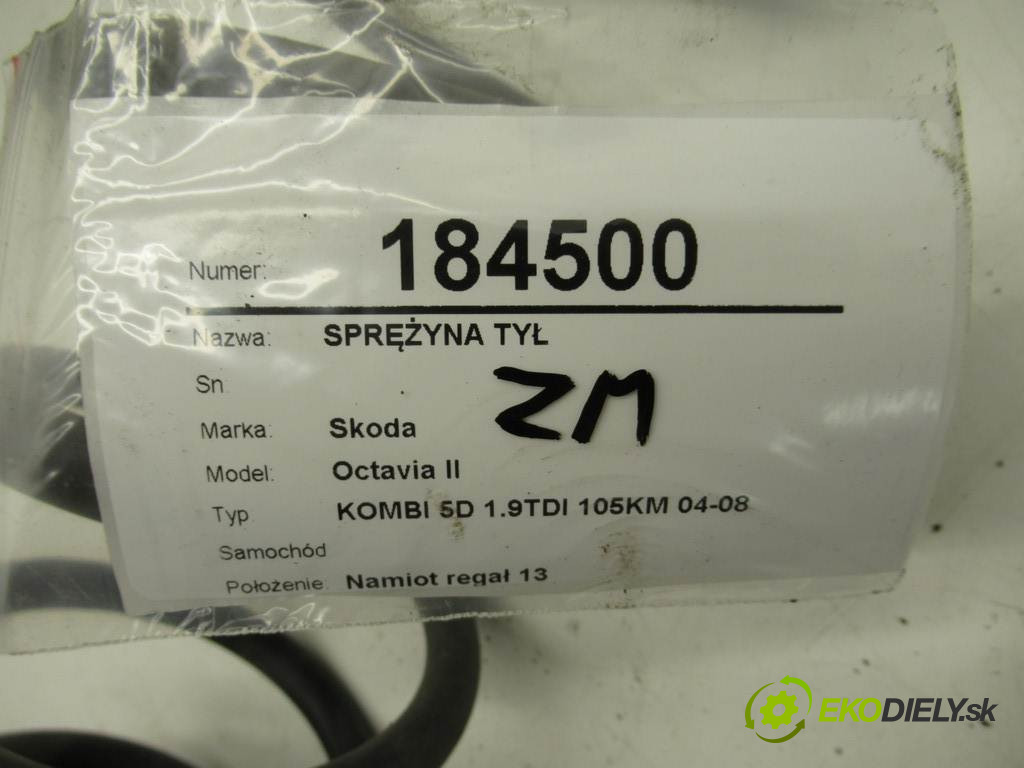 Numer: 184500
Nazwa: SPRĘŻYNA TYŁ
Sn
ZM
Marka: Skoda
Model: Octavia II
Typ KOMBI 5D 1.9TDI 105KM 04-08
Samochód
Położenie: Namiot regał 13
EKODIELY.sk